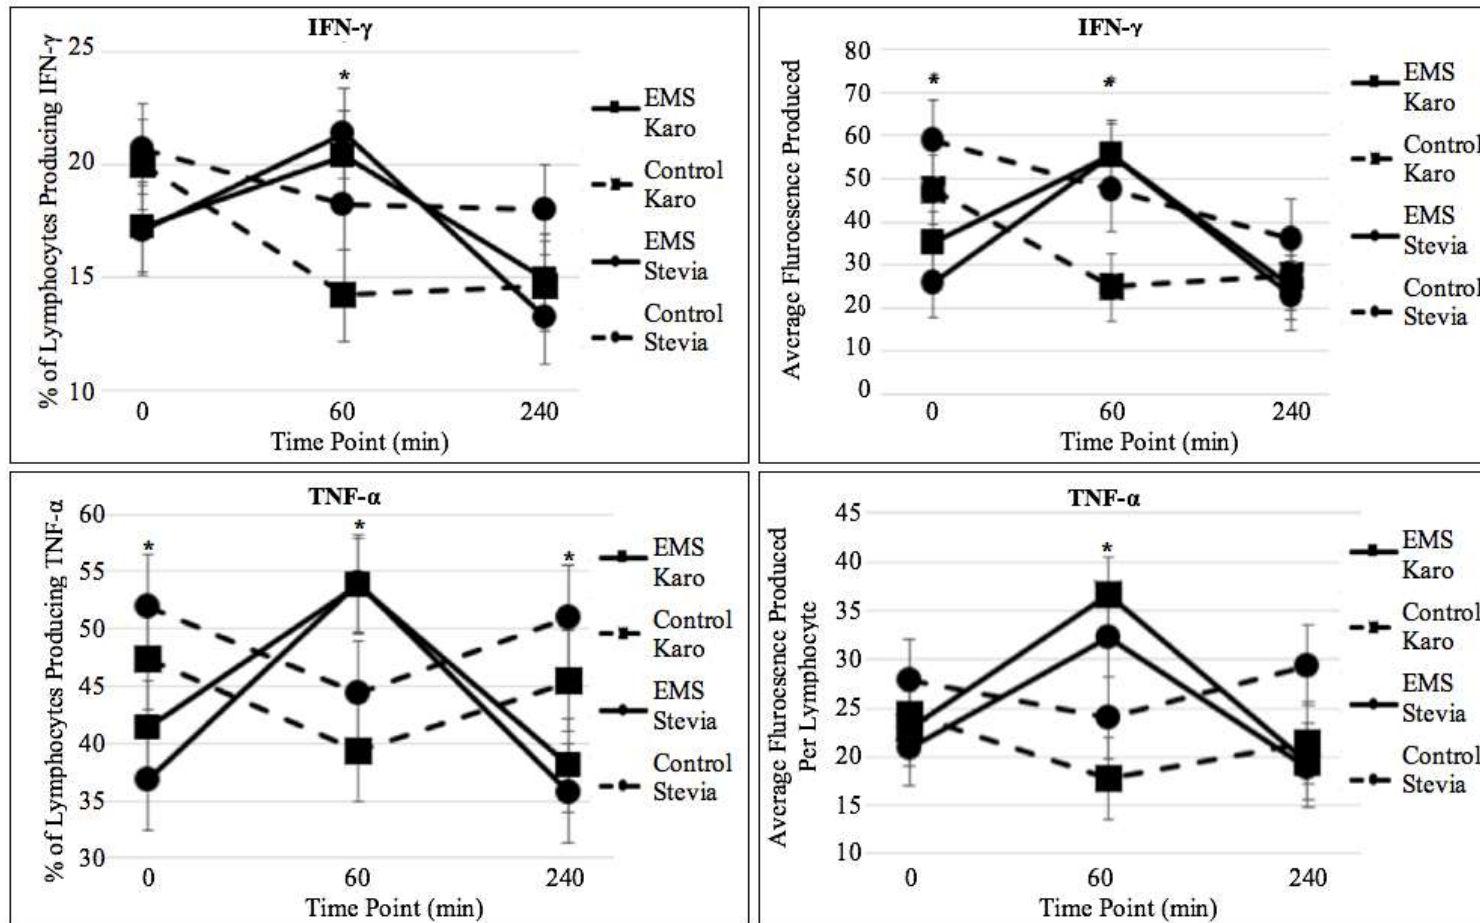 IFN-γ
% of Lymphocytes Producing IFN-γ
25
20
15
10
*
0
60
240
Time Point (min)
EMS
Karo
Control
Karo
EMS
Stevia
Control
Stevia
IFN-γ
Average Fluroesence Produced
80
70
60
50
40
30
20
10
0
*
*
0
60
240
Time Point (min)
EMS
Karo
Control
Karo
EMS
Stevia
Control
Stevia
TNF-α
% of Lymphocytes Producing TNF-α
60
55
50
45
40
35
30
*
*
*
0
60
240
Time Point (min)
EMS
Karo
Control
Karo
EMS
Stevia
Control
Stevia
TNF-α
Average Fluroesence Produced
Per Lymphocyte
45
40
35
30
25
20
15
10
*
0
60
240
Time Point (min)
EMS
Karo
Control
Karo
EMS
Stevia
Control
Stevia